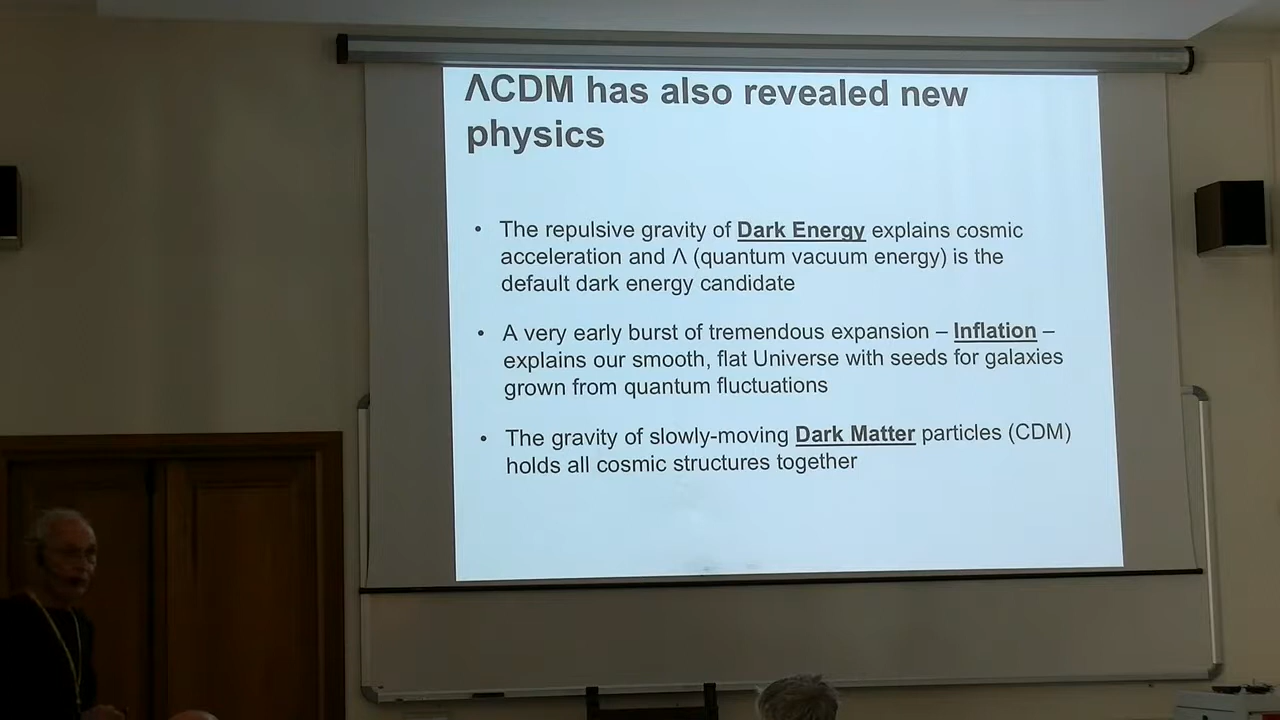 ΛCDM has also revealed new
physics
• The repulsive gravity of Dark Energy explains cosmic
acceleration and Λ (quantum vacuum energy) is the
default dark energy candidate
• A very early burst of tremendous expansion – Inflation –
explains our smooth, flat Universe with seeds for galaxies
grown from quantum fluctuations
• The gravity of slowly-moving Dark Matter particles (CDM)
holds all cosmic structures together